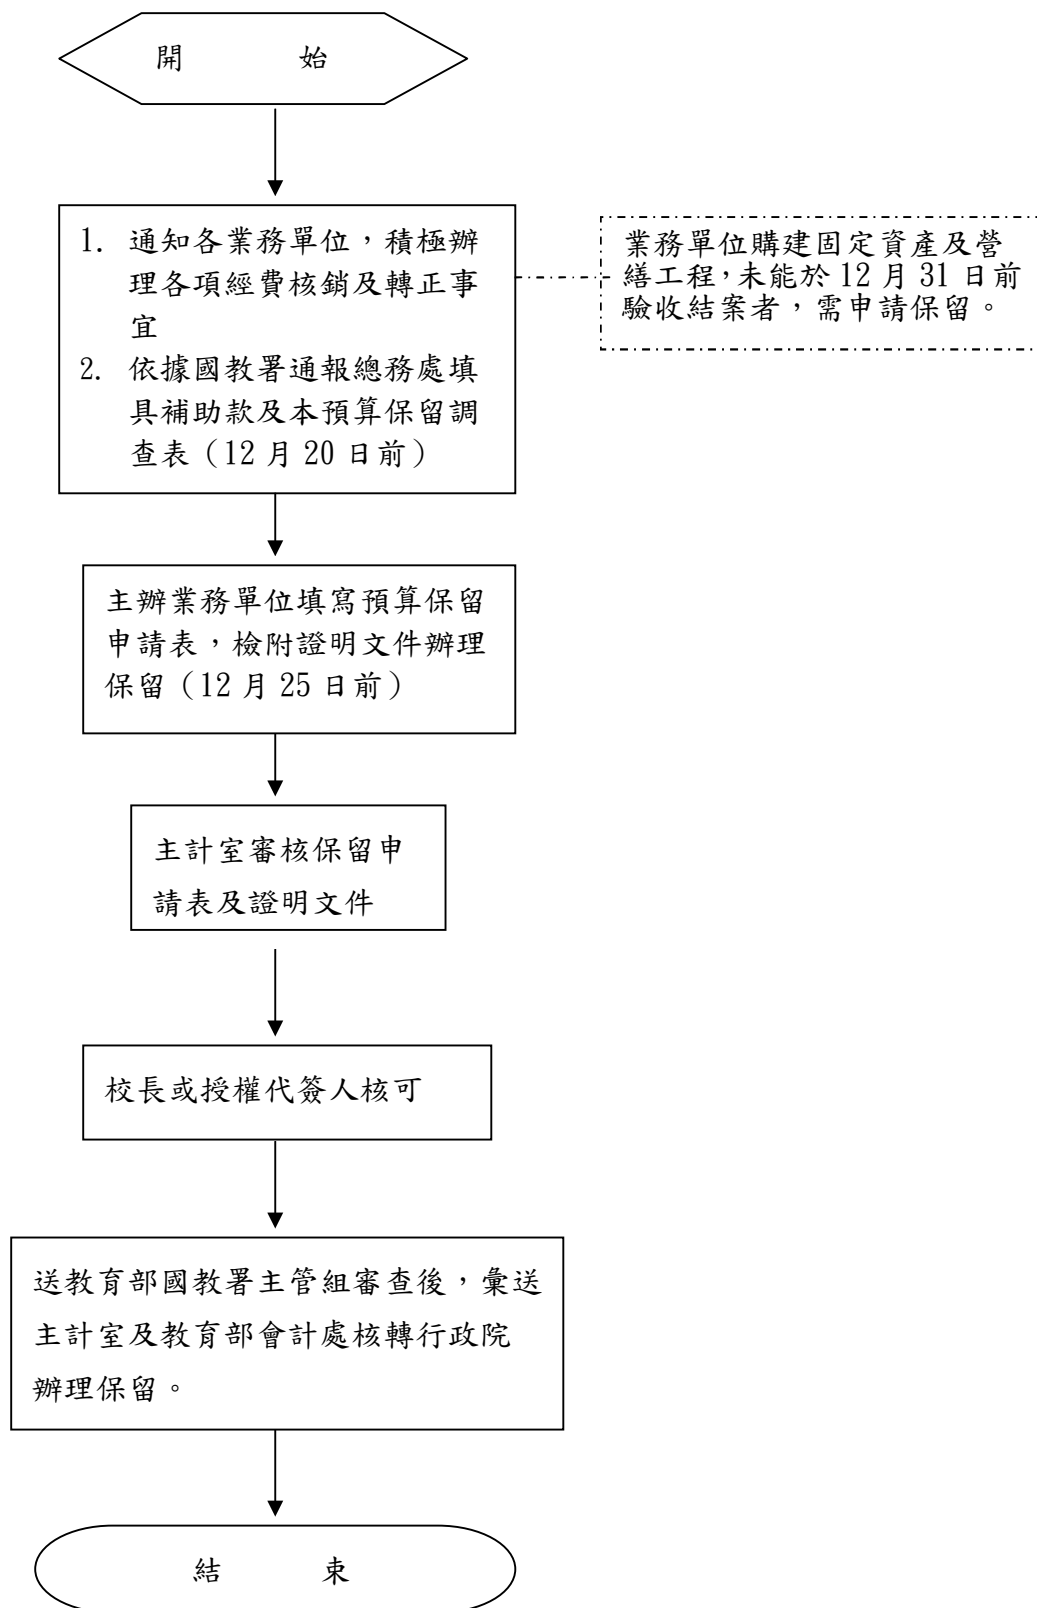 開 始
1. 通知各業務單位，積極辦
理各項經費核銷及轉正事
宜
2. 依據國教署通報總務處填
具補助款及本預算保留調
查表（12 月 20 日前）
業務單位購建固定資產及營
繕工程，未能於 12 月 31 日前
驗收結案者，需申請保留。
主辦業務單位填寫預算保留
申請表，檢附證明文件辦理
保留（12 月 25 日前）
主計室審核保留申
請表及證明文件
校長或授權代簽人核可
送教育部國教署主管組審查後，彙送
主計室及教育部會計處核轉行政院
辦理保留。
結 束